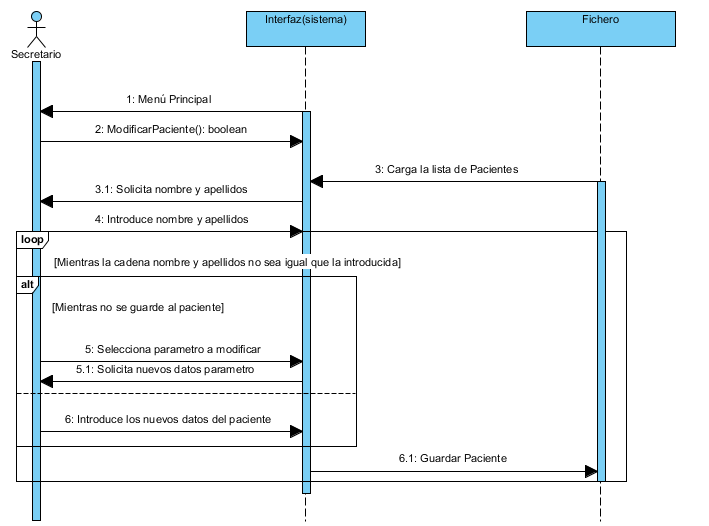 Interfaz(sistema)
Fichero
Secretario
1: Menú Principal
2: ModificarPaciente(): boolean
3: Carga la lista de Pacientes
3.1: Solicita nombre y apellidos
4: Introduce nombre y apellidos
loop
[Mientras la cadena nombre y apellidos no sea igual que la introducida]
alt
[Mientras no se guarde al paciente]
5: Selecciona parametro a modificar
5.1: Solicita nuevos datos parametro
6: Introduce los nuevos datos del paciente
6.1: Guardar Paciente